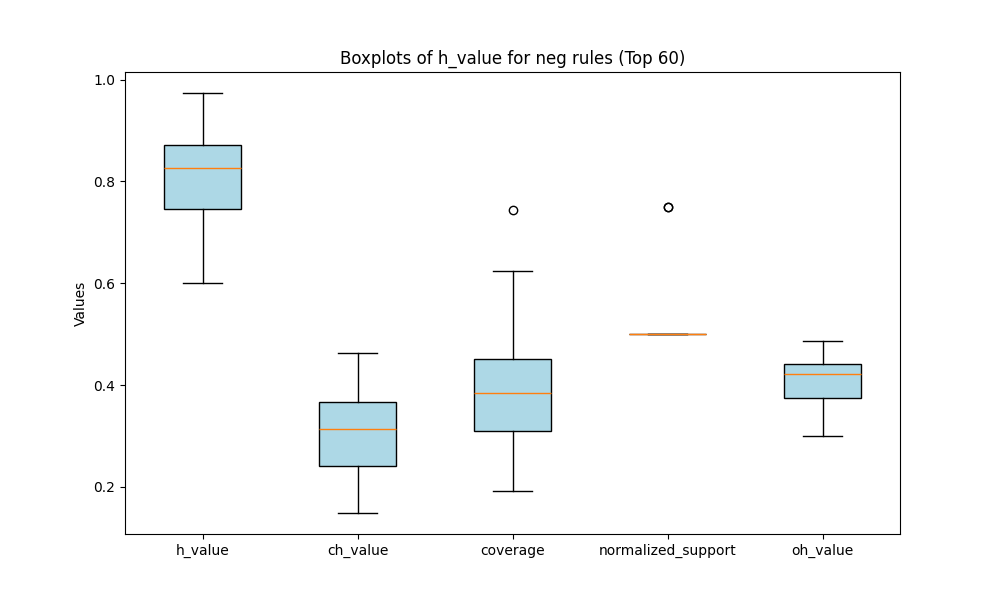 Boxplots of h_value for neg rules (Top 60)
1.0
0.8
0.6
0.4
0.2
Values
h_value
ch_value
coverage
normalized_support
oh_value